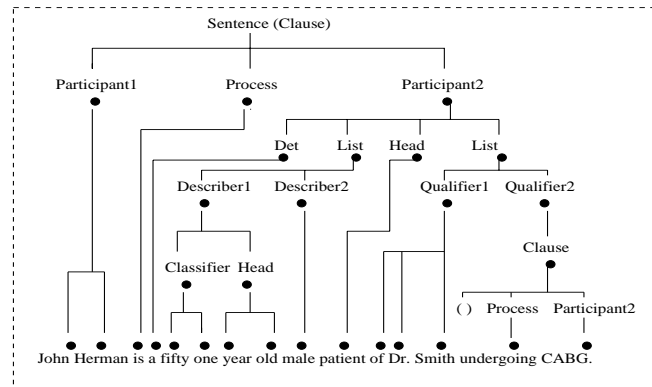 Sentence (Clause)
Participant1 Process Participant2
Det List Head List
Describer1 Describer2 Qualifier1 Qualifier2
Clause
Classifier Head
( ) Process Participant2
John Herman is a fifty one year old male patient of Dr. Smith undergoing CABG.